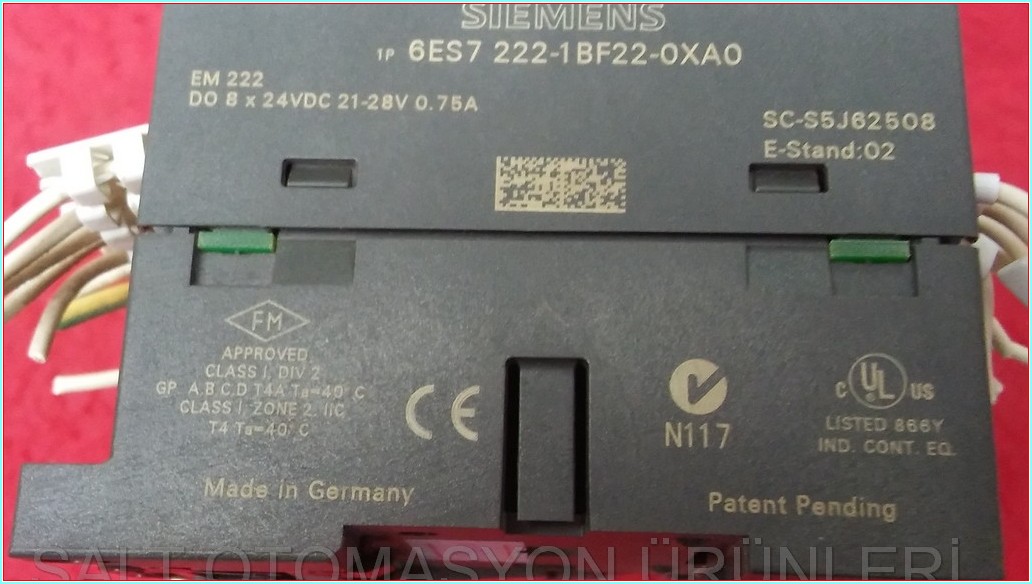 SIEMENS
1P 6ES7 222-1BF22-0XA0
EM 222
DO 8 x 24VDC 21-28V 0.75A
SC-S5J62508
E-Stand:02
FM
APPROVED
CLASS I, DIV 2
GP. A,B,C,D T4A Ta=40°C
CLASS I, ZONE 2, IIC
T4 Ta=40°C
CE
N117
C UL US
LISTED 866Y
IND. CONT. EQ.
Made in Germany
Patent Pending
SALT OTOMASYON ÜRÜNLERİ